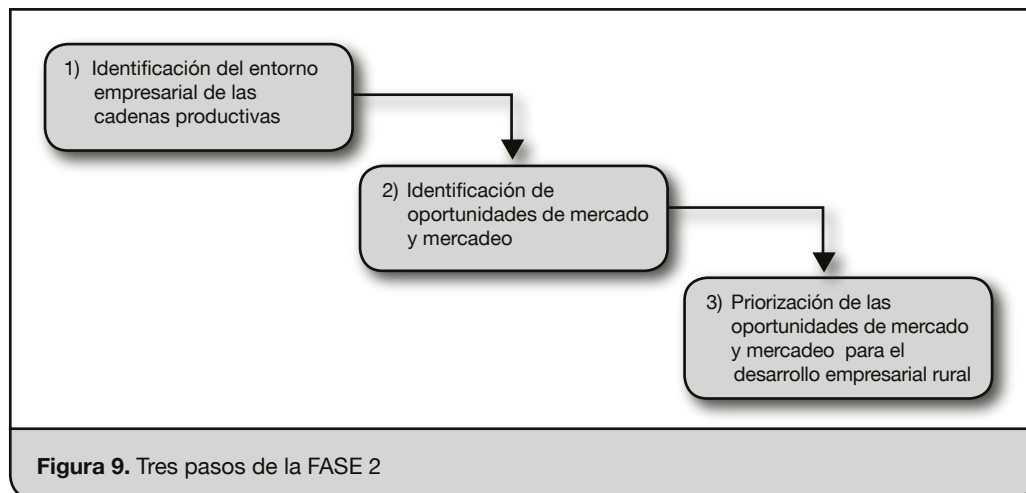 1) Identificación del entorno
empresarial de las
cadenas productivas
2) Identificación de
oportunidades de mercado
y mercadeo
3) Priorización de las
oportunidades de mercado
y mercadeo para el
desarrollo empresarial rural
Figura 9. Tres pasos de la FASE 2